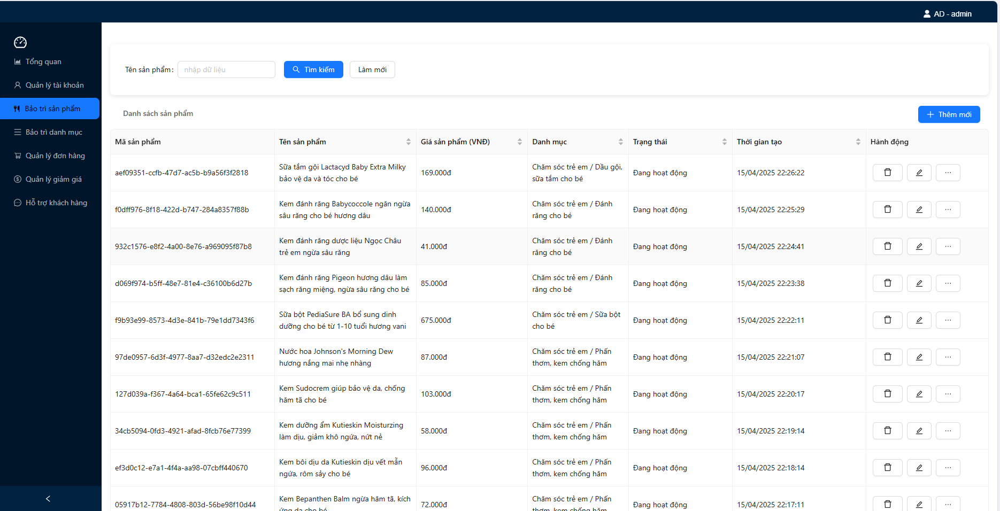 AD - admin
Tổng quan
Quản lý tài khoản
Bảo trì sản phẩm
Bảo trì danh mục
Quản lý đơn hàng
Quản lý giảm giá
Hỗ trợ khách hàng
Tên sản phẩm: nhập dữ liệu Tìm kiếm Làm mới
Danh sách sản phẩm
Thêm mới
Mã sản phẩm Tên sản phẩm Giá sản phẩm (VNĐ) Danh mục Trạng thái Thời gian tạo Hành động
aef09351-ccfb-47d7-ac5b-b9a56f3f2818
Sữa tắm gội Lactacyd Baby Extra Milky
bảo vệ da và tóc cho bé
169.000đ
Chăm sóc trẻ em / Dầu gội,
sữa tắm cho bé
Đang hoạt động
15/04/2025 22:26:22
f0dff976-8f18-422d-b747-284a8357f88b
Kem đánh răng Babycoccole ngăn ngừa
sâu răng cho bé hương dâu
140.000đ
Chăm sóc trẻ em / Đánh
răng cho bé
Đang hoạt động
15/04/2025 22:25:29
932c1576-e8f2-4a00-8e76-a969095f87b8
Kem đánh răng dược liệu Ngọc Châu
trẻ em ngừa sâu răng
41.000đ
Chăm sóc trẻ em / Đánh
răng cho bé
Đang hoạt động
15/04/2025 22:24:41
d069f974-b5ff-48e7-81e4-c36100b6d27b
Kem đánh răng Pigeon hương dâu làm
sạch răng miệng, ngừa sâu răng cho bé
85.000đ
Chăm sóc trẻ em / Đánh
răng cho bé
Đang hoạt động
15/04/2025 22:23:38
f9b93e99-8573-4d3e-841b-79e1dd7343f6
Sữa bột PediaSure BA bổ sung dinh
dưỡng cho bé từ 1-10 tuổi hương vani
675.000đ
Chăm sóc trẻ em / Sữa bột
cho bé
Đang hoạt động
15/04/2025 22:22:11
97de0957-6d3f-4977-8aa7-d32edc2e2311
Nước hoa Johnson's Morning Dew
hương nắng mai nhẹ nhàng
87.000đ
Chăm sóc trẻ em / Phấn
thơm, kem chống hăm
Đang hoạt động
15/04/2025 22:21:07
127d039a-f367-4a64-bca1-65fe62c9c511
Kem Sudocrem giúp bảo vệ da, chống
hăm tã cho bé
103.000đ
Chăm sóc trẻ em / Phấn
thơm, kem chống hăm
Đang hoạt động
15/04/2025 22:20:17
34cb5094-0fd3-4921-afad-8fcb76e77399
Kem dưỡng ẩm Kutieskin Moisturzing
làm dịu, giảm khô ngứa, nứt nẻ
58.000đ
Chăm sóc trẻ em / Phấn
thơm, kem chống hăm
Đang hoạt động
15/04/2025 22:19:14
ef3d0c12-e7a1-4f4a-aa98-07cbff440670
Kem bôi dịu da Kutieskin dịu vết mẫn
ngứa, rôm sảy cho bé
96.000đ
Chăm sóc trẻ em / Phấn
thơm, kem chống hăm
Đang hoạt động
15/04/2025 22:18:14
05917b12-7784-4808-803d-56be98f10d44
Kem Bepanthen Balm ngừa hăm tã, kích
ứng da cho bé
72.000đ
Chăm sóc trẻ em / Phấn
thơm, kem chống hăm
Đang hoạt động
15/04/2025 22:17:11